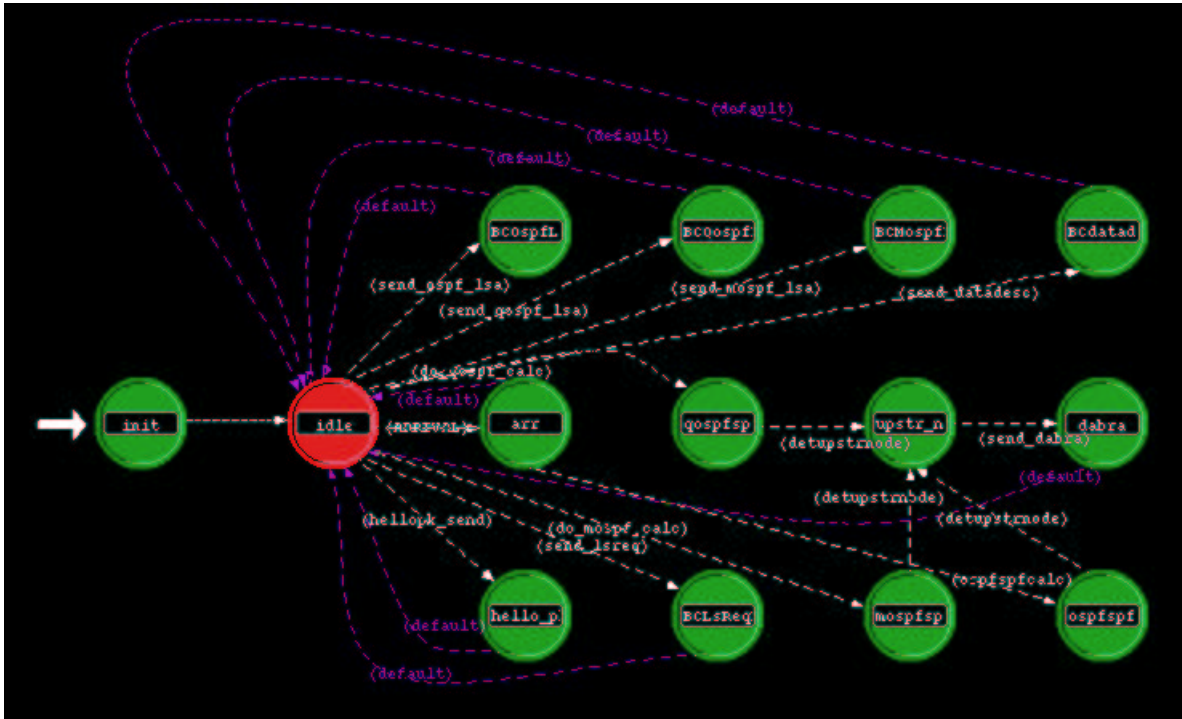 (default)
(default)
(default)
(default)
BCOspfL
BCQospf
BCMospf
BCdatad
(send_ospf_lsa)
(send_mospf_lsa)
(send_datadesc)
(send_qospf_lsa)
(do_qospf_calc)
(default)
init
idle
arr
qospfsp
upstr_n
dabra
(detupstrnode)
(send_dabra)
(default)
(detupstrnode)
(hellopk_send)
(do_mospf_calc)
(detupstrnode)
(send_lsreq)
(ospfspfcalc)
hello_p
BCLsReq
mospfsp
ospfspf
(default)
(default)